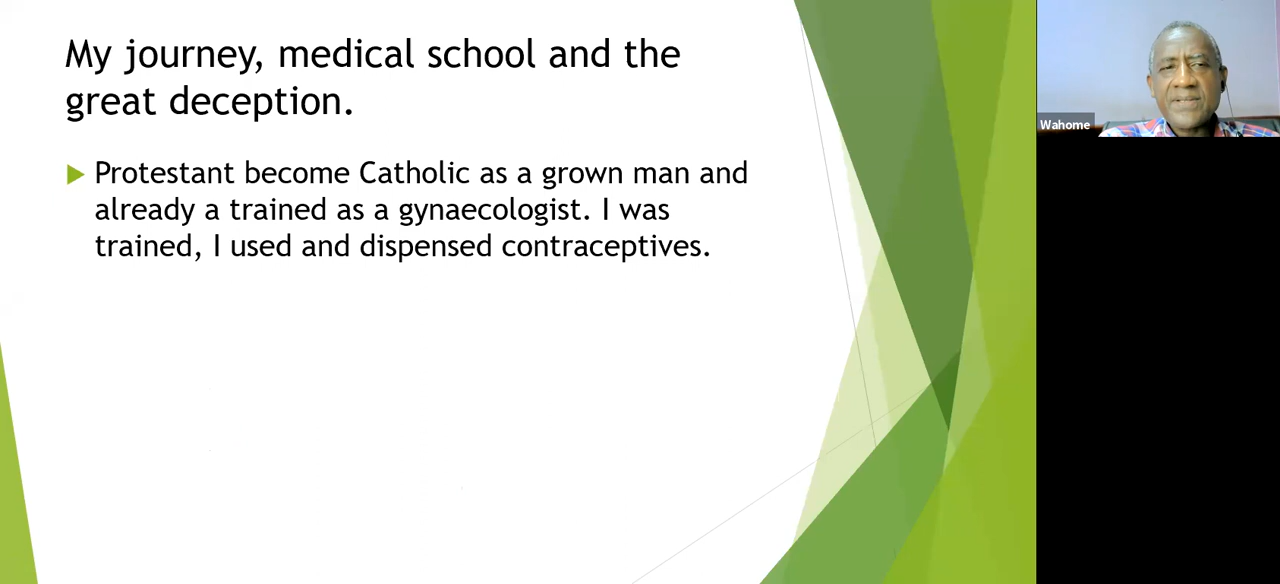 My journey, medical school and the
great deception.
Protestant become Catholic as a grown man and
already a trained as a gynaecologist. I was
trained, I used and dispensed contraceptives.
Wahome